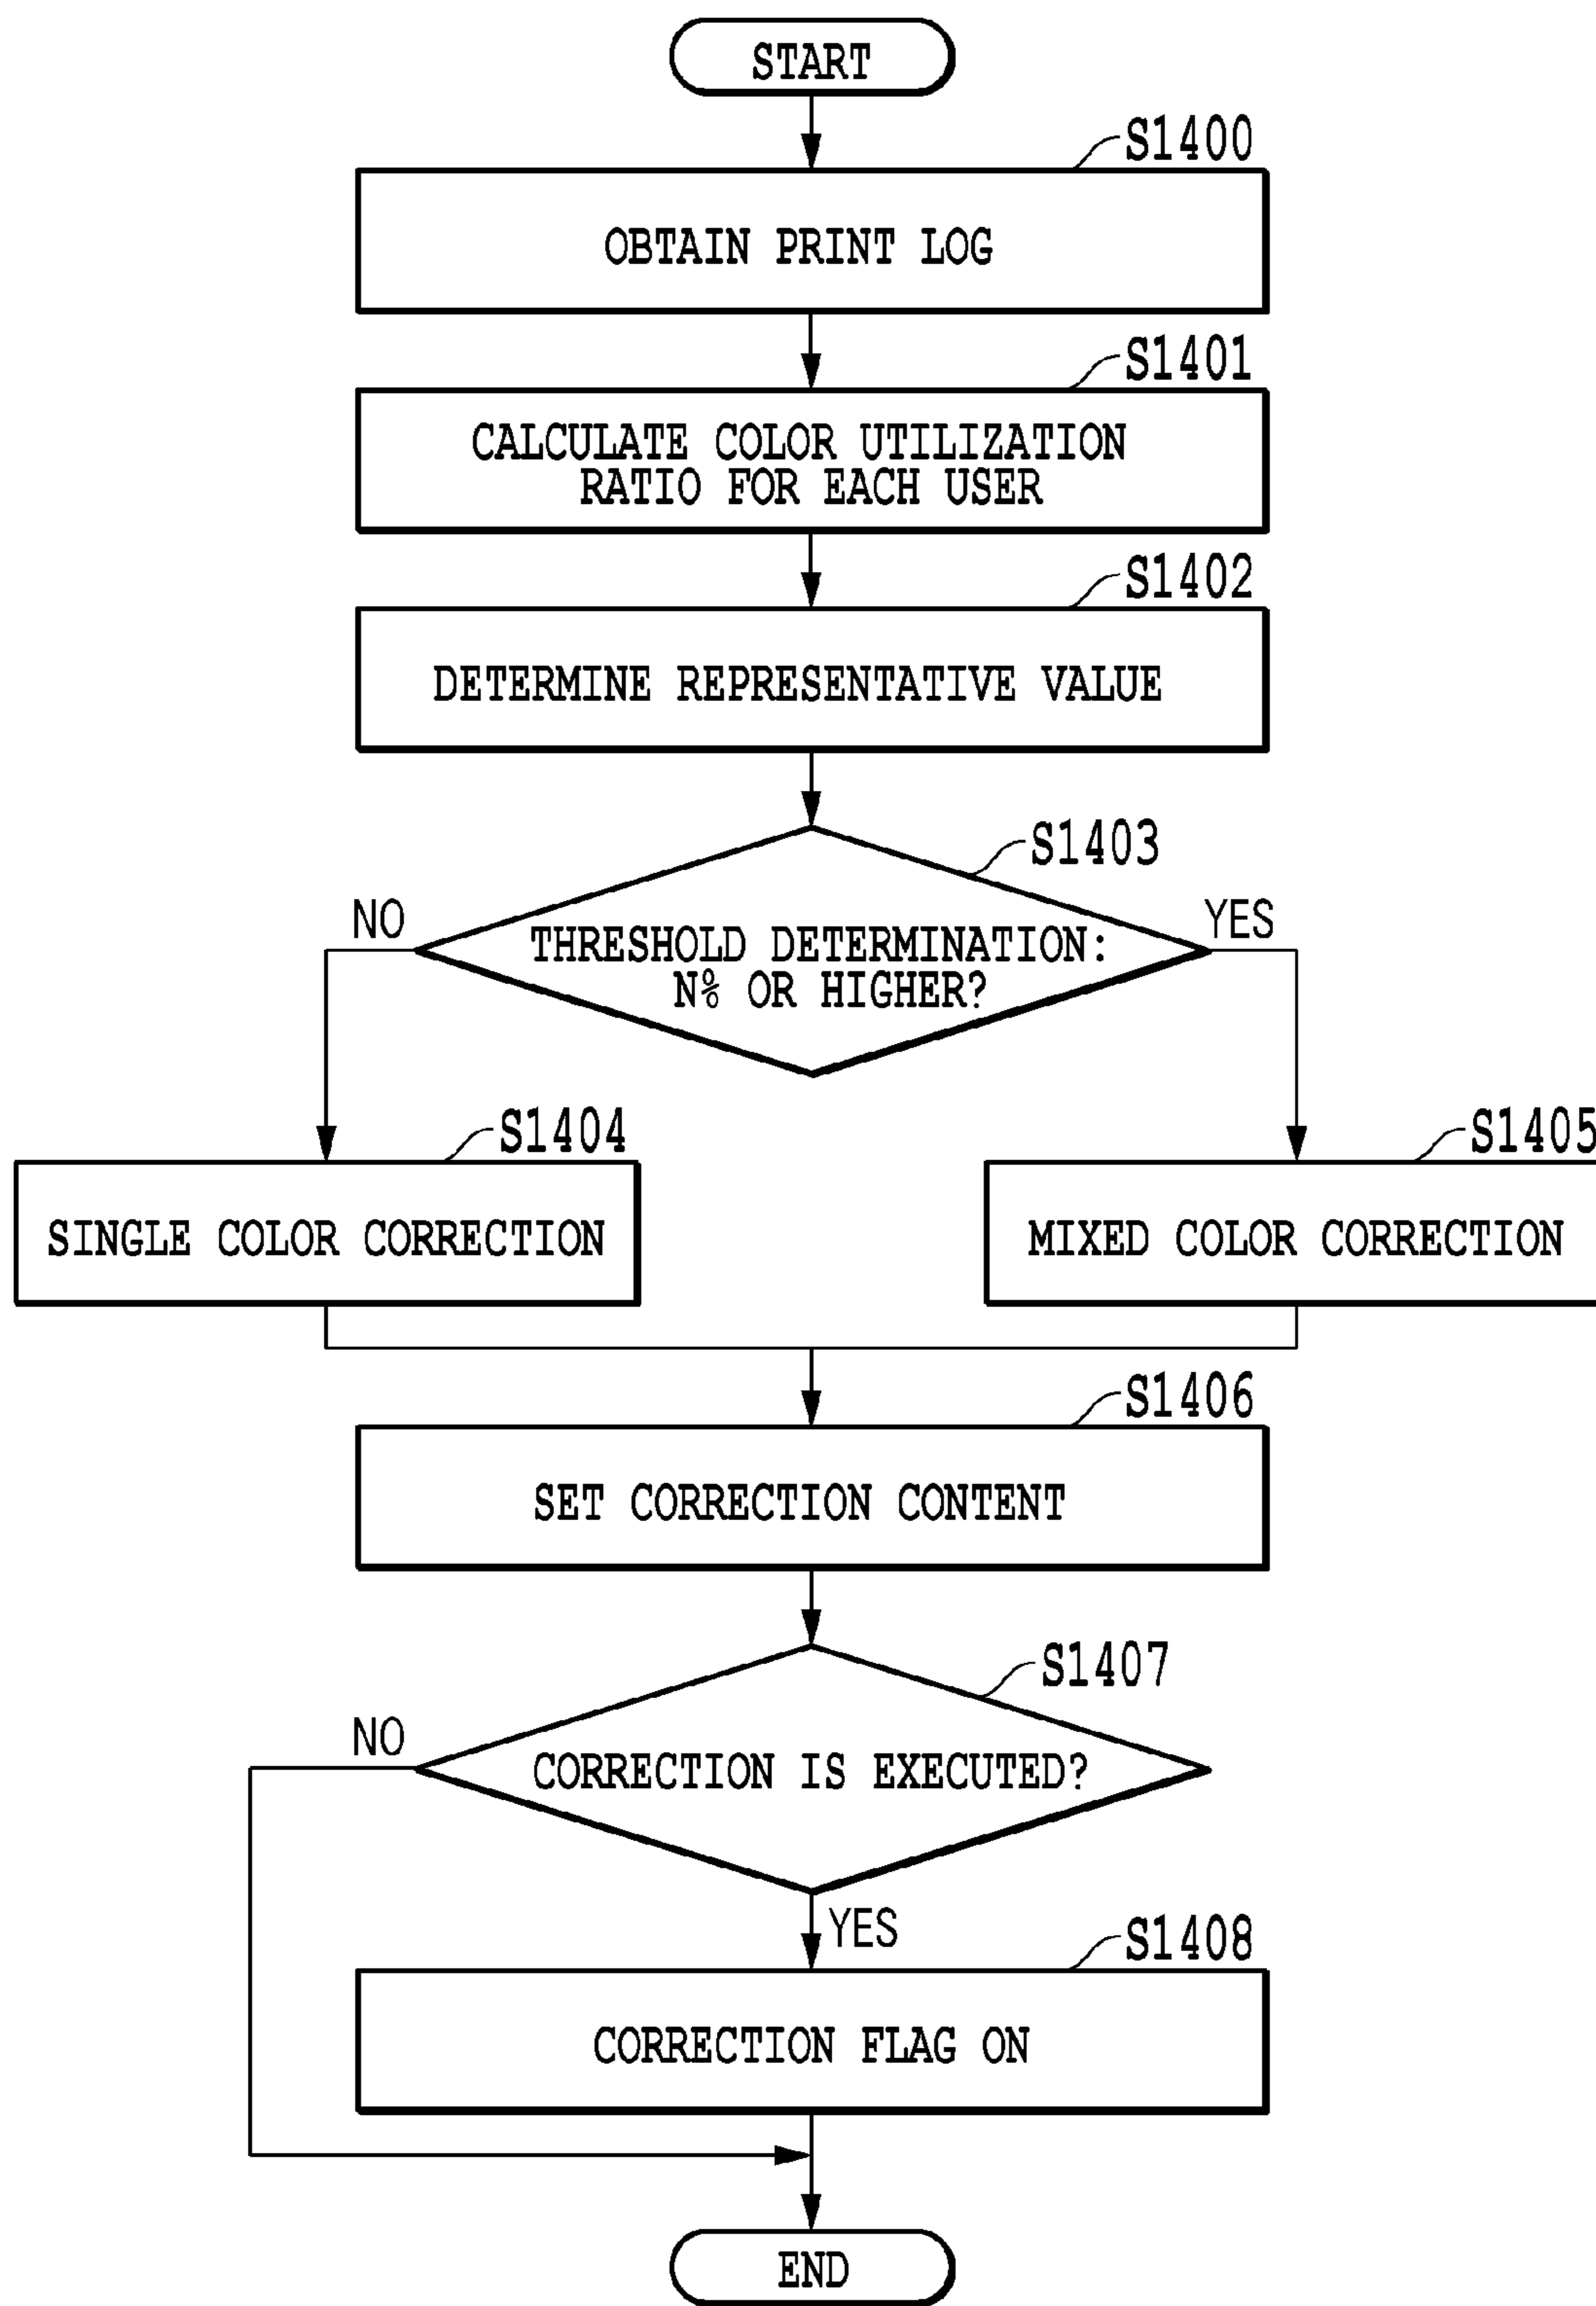 START
S1400
OBTAIN PRINT LOG
S1401
CALCULATE COLOR UTILIZATION
RATIO FOR EACH USER
S1402
DETERMINE REPRESENTATIVE VALUE
S1403
NO
YES
THRESHOLD DETERMINATION:
N% OR HIGHER?
S1404
S1405
SINGLE COLOR CORRECTION
MIXED COLOR CORRECTION
S1406
SET CORRECTION CONTENT
S1407
NO
CORRECTION IS EXECUTED?
YES
S1408
CORRECTION FLAG ON
END